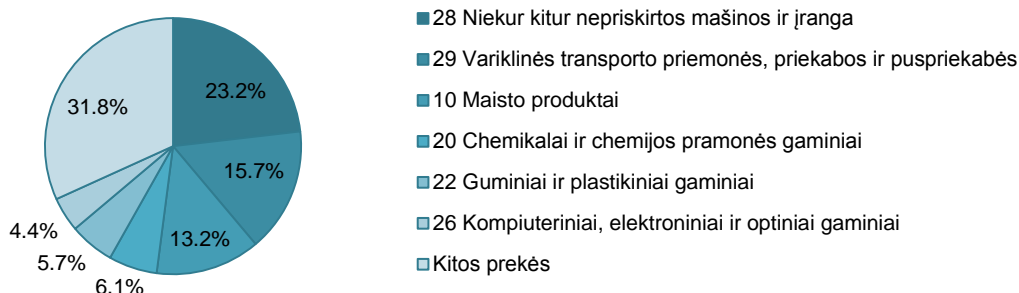 23.2%
15.7%
13.2%
6.1%
5.7%
4.4%
31.8%
28 Niekur kitur nepriskirtos mašinos ir įranga
29 Variklinės transporto priemonės, priekabos ir puspriekabės
10 Maisto produktai
20 Chemikalai ir chemijos pramonės gaminiai
22 Guminiai ir plastikiniai gaminiai
26 Kompiuteriniai, elektroniniai ir optiniai gaminiai
Kitos prekės